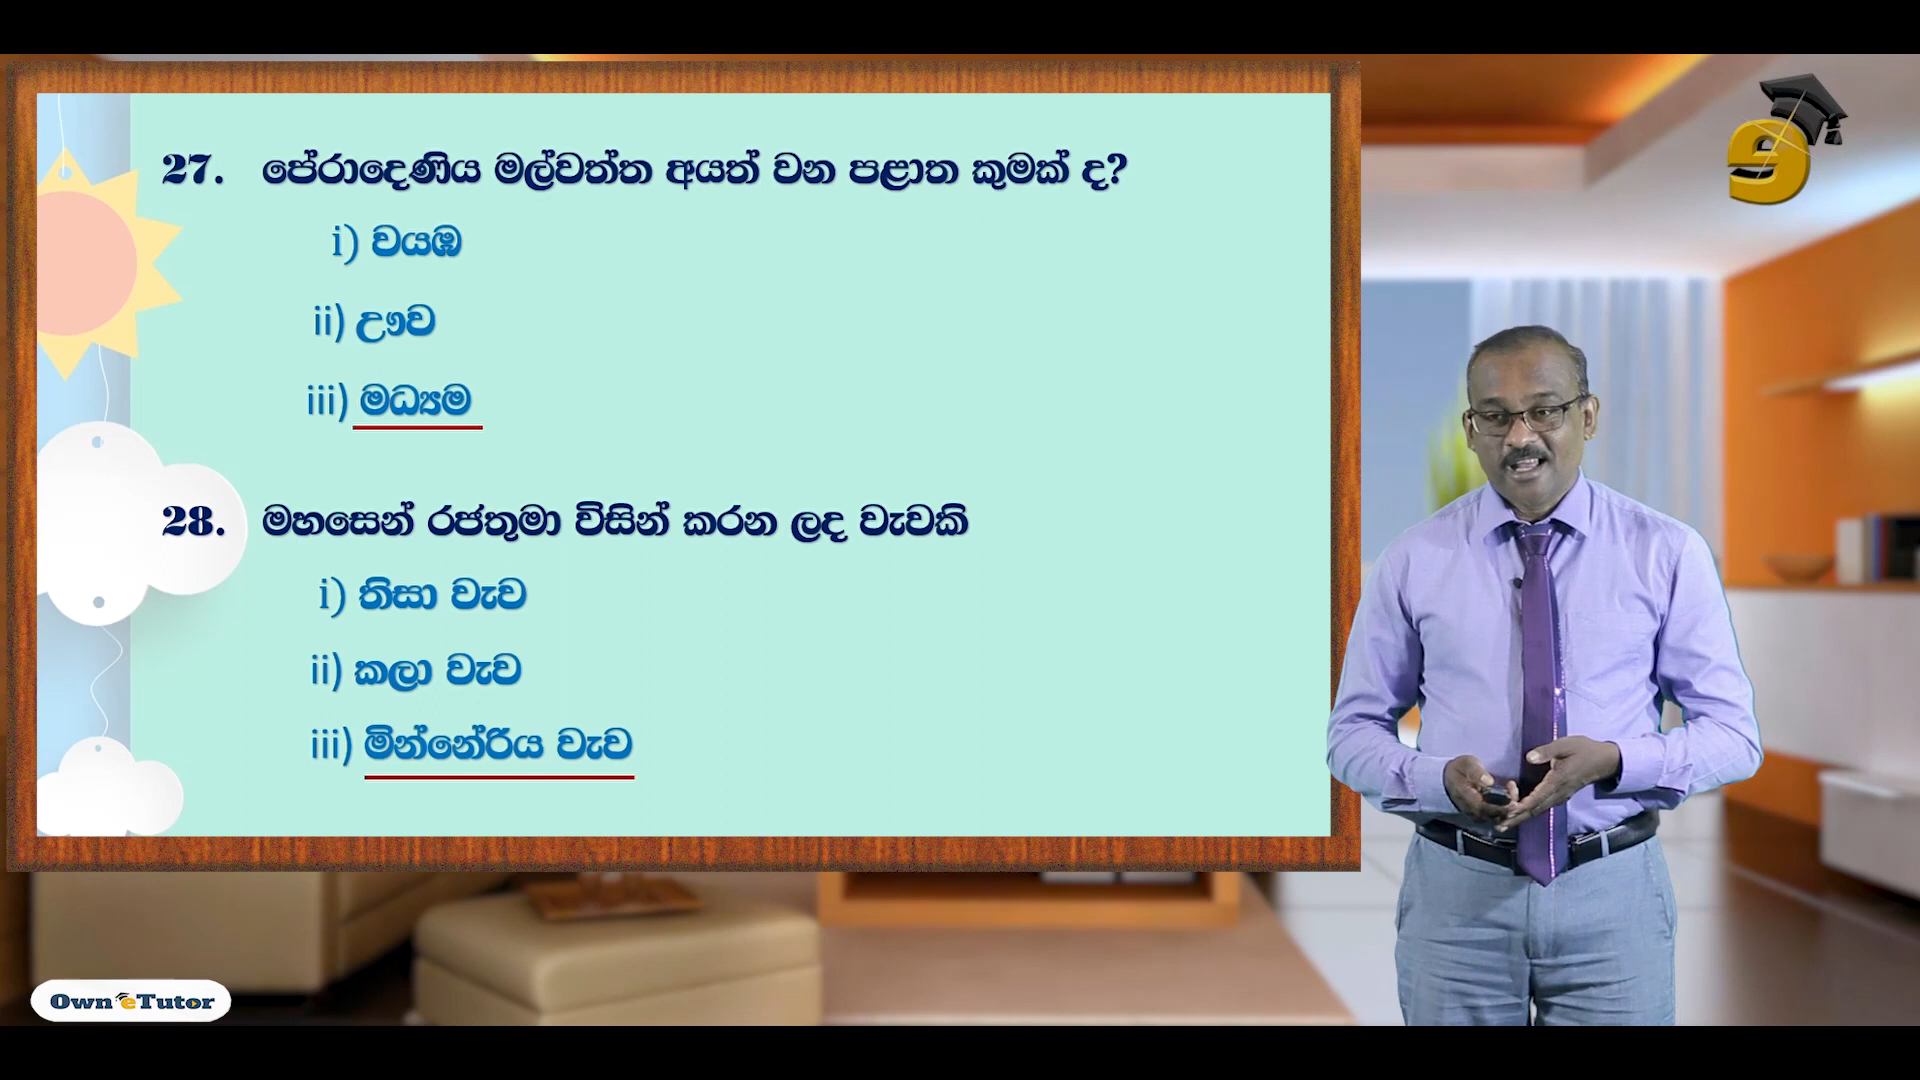 27. පේරාදෙණිය මල්වත්ත අයත් වන පළාත කුමක් ද?
i) වයඹ
ii) ඌව
iii) මධ්‍යම
28. මහසෙන් රජතුමා විසින් කරන ලද වැවකි
i) තිසා වැව
ii) කලා වැව
iii) මින්නේරිය වැව
Own eTutor